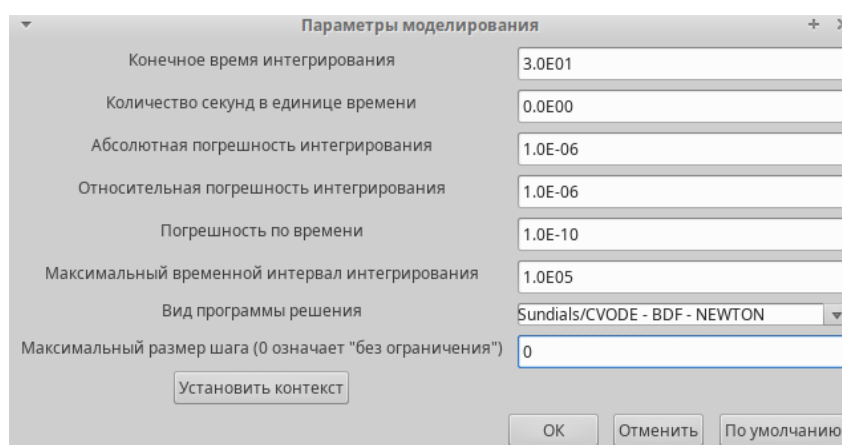 Параметры моделирования
Конечное время интегрирования 3.0E01
Количество секунд в единице времени 0.0E00
Абсолютная погрешность интегрирования 1.0E-06
Относительная погрешность интегрирования 1.0E-06
Погрешность по времени 1.0E-10
Максимальный временной интервал интегрирования 1.0E05
Вид программы решения Sundials/CVODE - BDF - NEWTON
Максимальный размер шага (0 означает "без ограничения") 0
Установить контекст
ОК Отменить По умолчанию